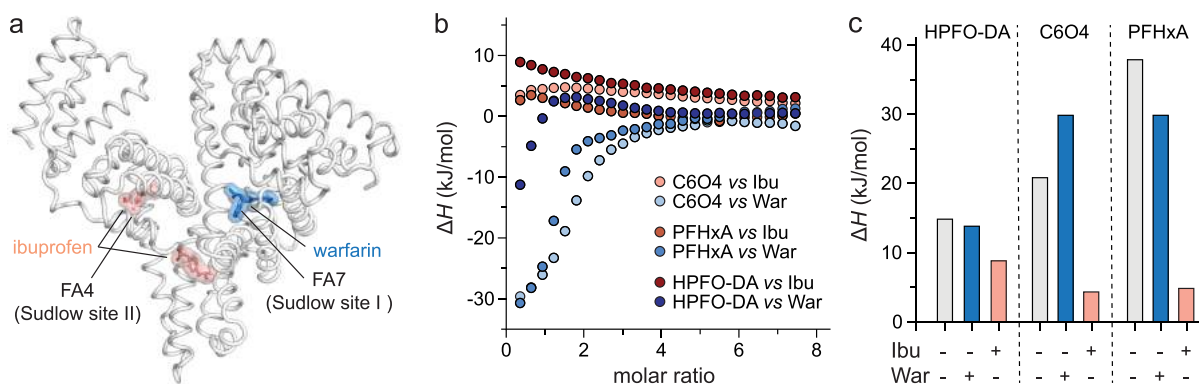 a
ibuprofen
FA4
(Sudlow site II)
warfarin
FA7
(Sudlow site I )
b
ΔH (kJ/mol)
10
0
-10
-20
-30
0 2 4 6 8
molar ratio
C6O4 vs Ibu
C6O4 vs War
PFHxA vs Ibu
PFHxA vs War
HPFO-DA vs Ibu
HPFO-DA vs War
c
HPFO-DA C6O4 PFHxA
ΔH (kJ/mol)
40
30
20
10
0
Ibu - - + - - + - - +
War - + - - + - - + -